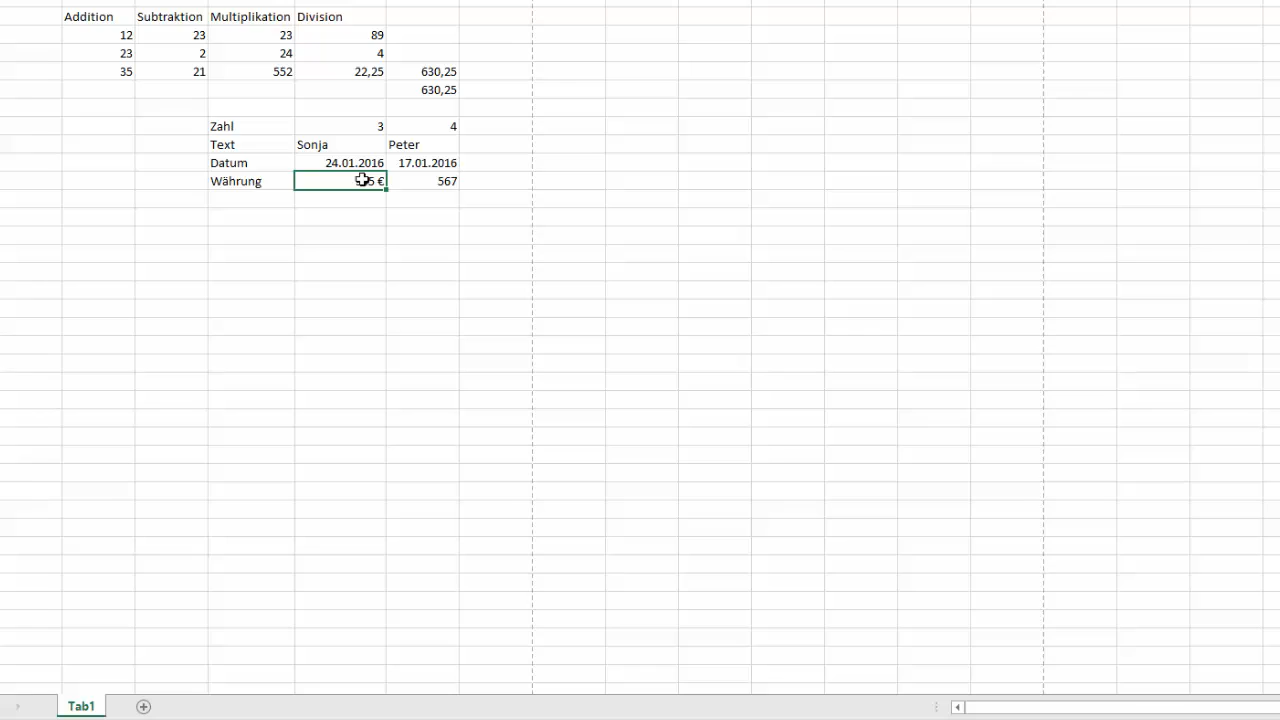 Addition Subtraktion Multiplikation Division
12 23 23 89
23 2 24 4
35 21 552 22,25 630,25
630,25
Zahl 3 4
Text Sonja Peter
Datum 24.01.2016 17.01.2016
Währung € 567
Tab1